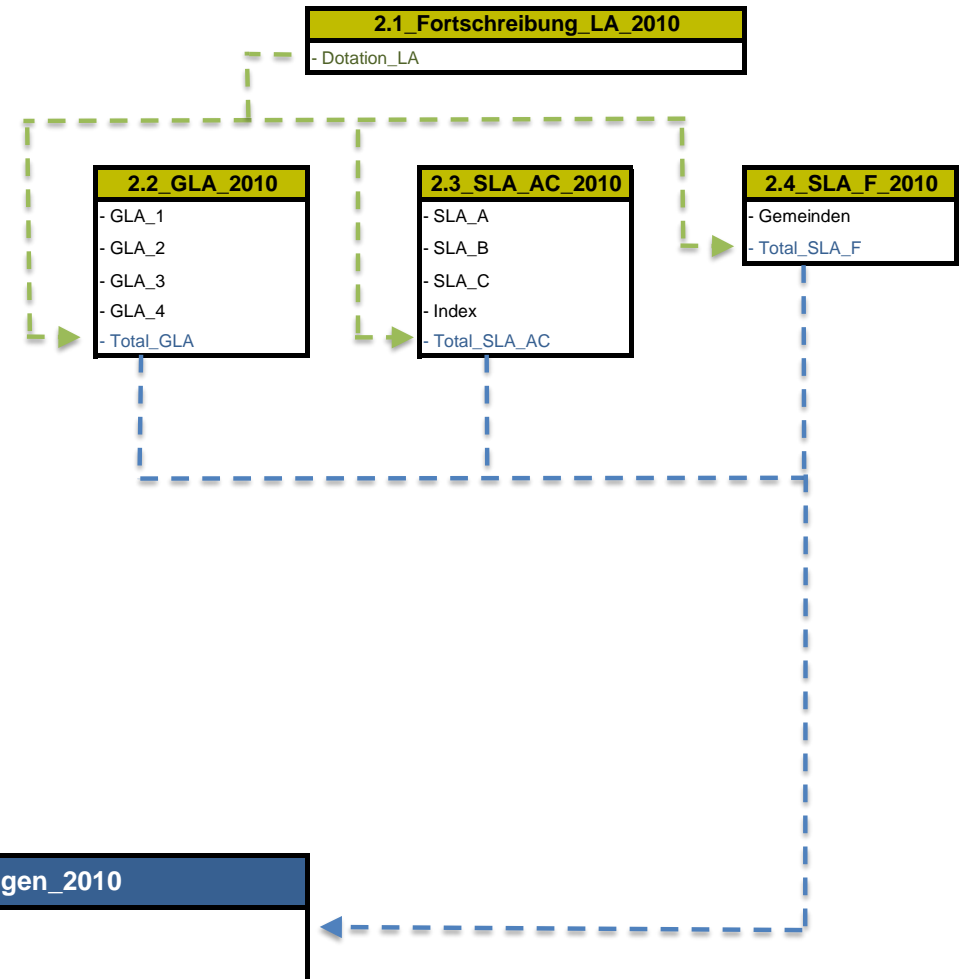 2.1_Fortschreibung_LA_2010
- Dotation_LA
2.2_GLA_2010
- GLA_1
- GLA_2
- GLA_3
- GLA_4
- Total_GLA
2.3_SLA_AC_2010
- SLA_A
- SLA_B
- SLA_C
- Index
- Total_SLA_AC
2.4_SLA_F_2010
- Gemeinden
- Total_SLA_F
gen_2010